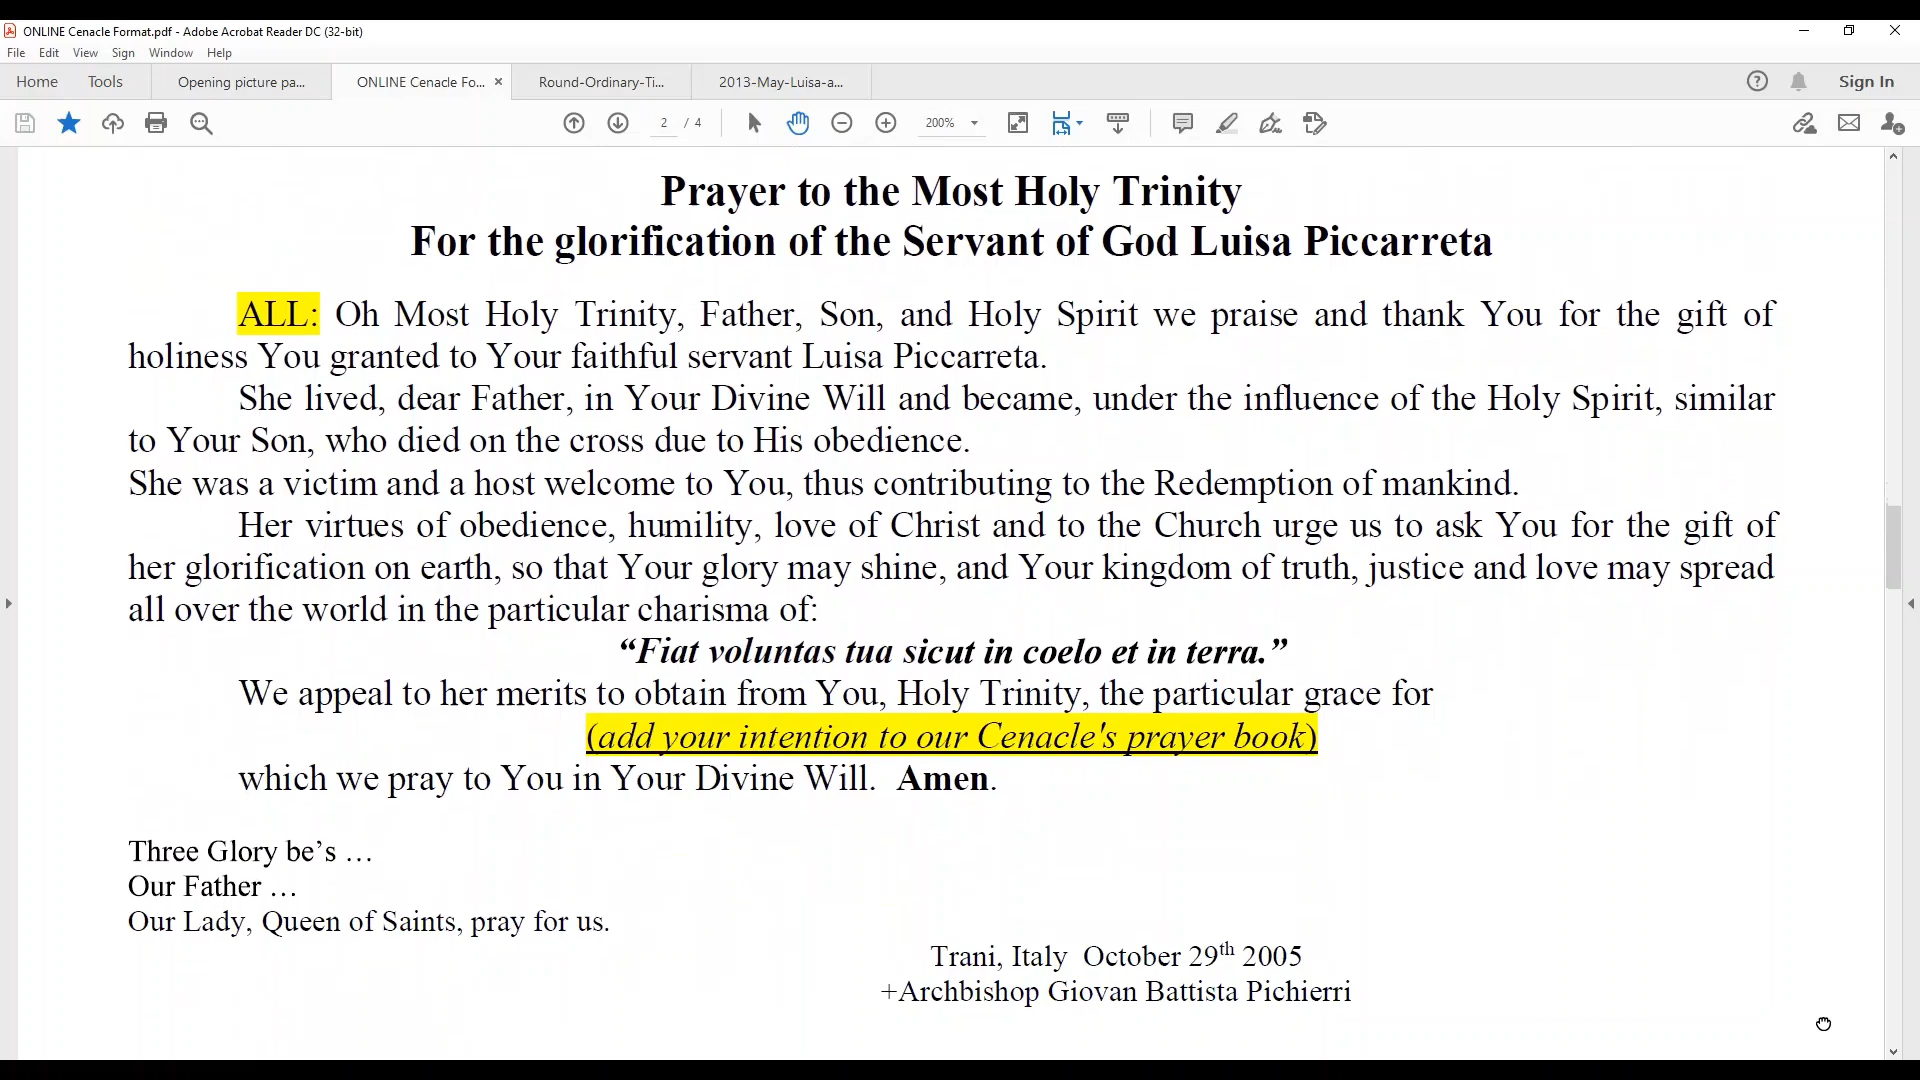 ONLINE Cenacle Format.pdf - Adobe Acrobat Reader DC (32-bit)
File Edit View Sign Window Help
Home Tools Opening picture pa... ONLINE Cenacle Fo... Round-Ordinary-Ti... 2013-May-Luisa-a... Sign In
2 / 4 200%
Prayer to the Most Holy Trinity
For the glorification of the Servant of God Luisa Piccarreta
ALL: Oh Most Holy Trinity, Father, Son, and Holy Spirit we praise and thank You for the gift of
holiness You granted to Your faithful servant Luisa Piccarreta.
She lived, dear Father, in Your Divine Will and became, under the influence of the Holy Spirit, similar
to Your Son, who died on the cross due to His obedience.
She was a victim and a host welcome to You, thus contributing to the Redemption of mankind.
Her virtues of obedience, humility, love of Christ and to the Church urge us to ask You for the gift of
her glorification on earth, so that Your glory may shine, and Your kingdom of truth, justice and love may spread
all over the world in the particular charisma of:
“Fiat voluntas tua sicut in coelo et in terra.”
We appeal to her merits to obtain from You, Holy Trinity, the particular grace for
(add your intention to our Cenacle's prayer book)
which we pray to You in Your Divine Will. Amen.
Three Glory be’s …
Our Father …
Our Lady, Queen of Saints, pray for us.
Trani, Italy October 29th 2005
+Archbishop Giovan Battista Pichierri